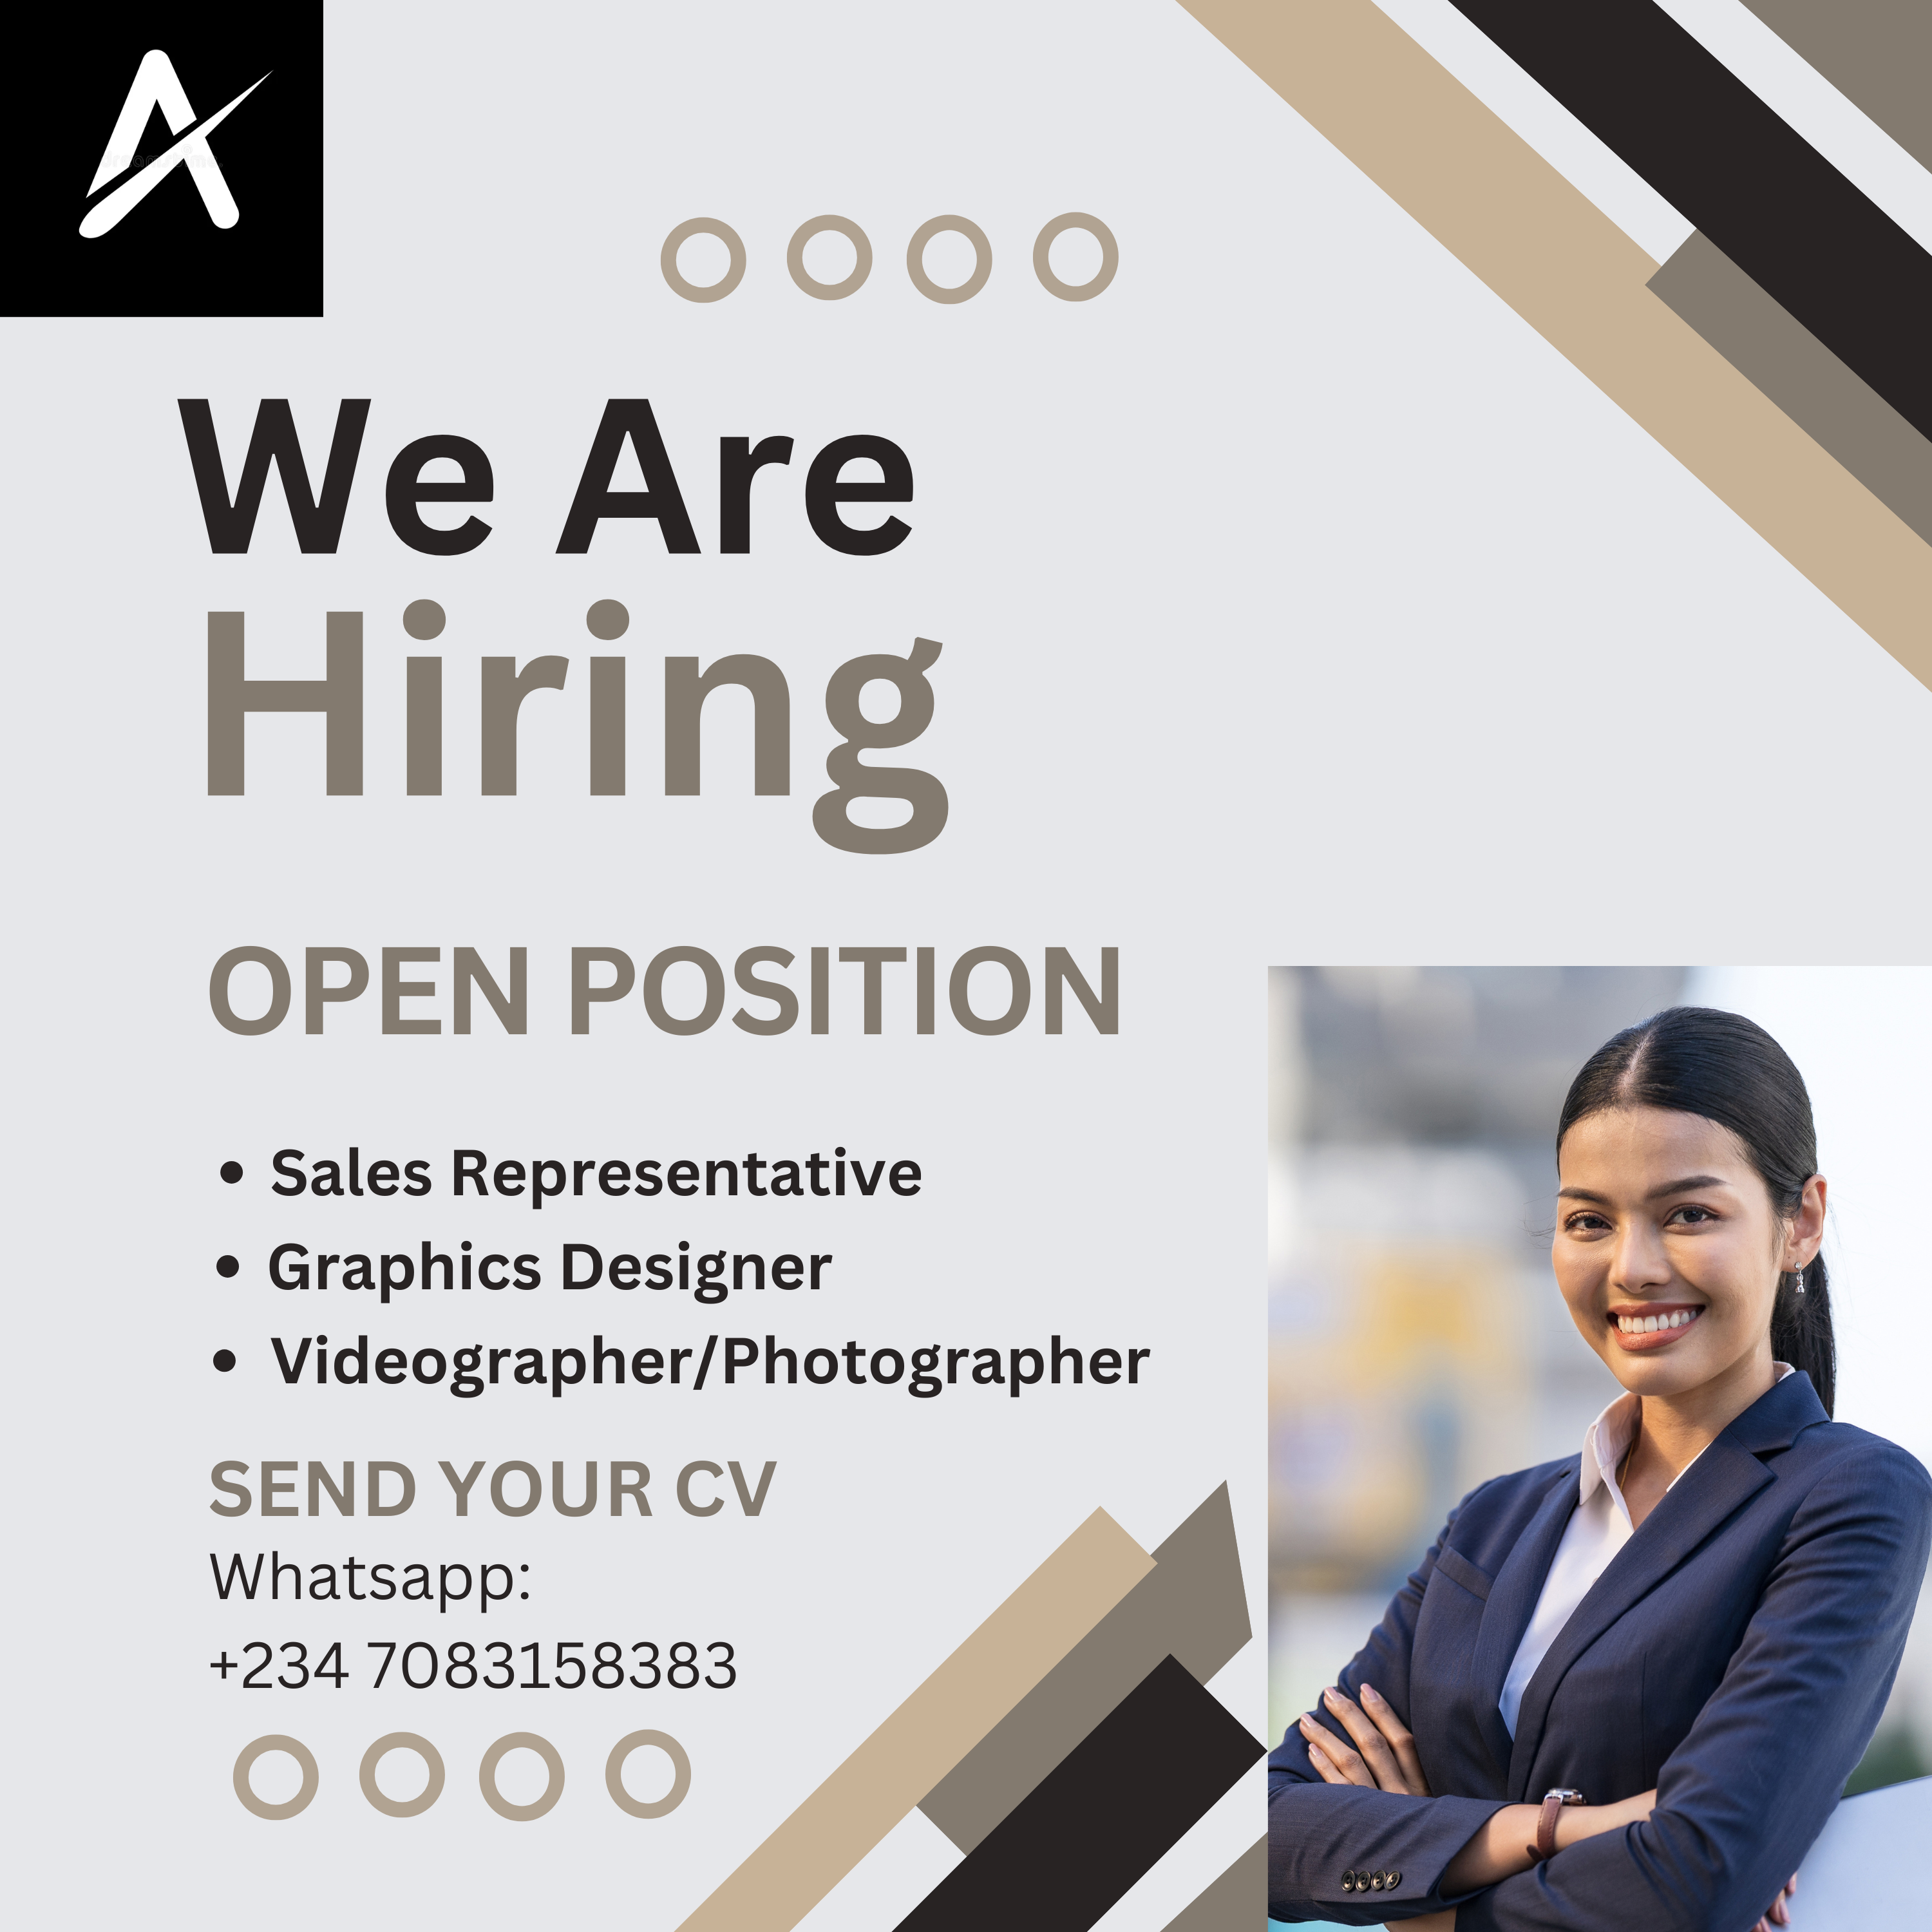 We Are
Hiring
OPEN POSITION
• Sales Representative
• Graphics Designer
• Videographer/Photographer
SEND YOUR CV
Whatsapp:
+234 7083158383